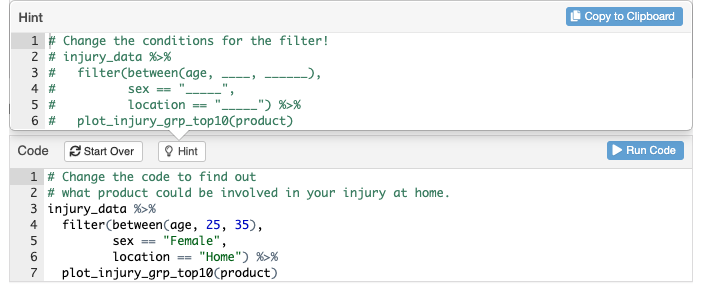 Hint
Copy to Clipboard
1 # Change the conditions for the filter!
2 # injury_data %>%
3 #   filter(between(age, ____, ______),
4 #          sex == "_____",
5 #          location == "_____") %>%
6 #   plot_injury_grp_top10(product)
Code Start Over Hint Run Code
1 # Change the code to find out
2 # what product could be involved in your injury at home.
3 injury_data %>%
4   filter(between(age, 25, 35),
5          sex == "Female",
6          location == "Home") %>%
7   plot_injury_grp_top10(product)